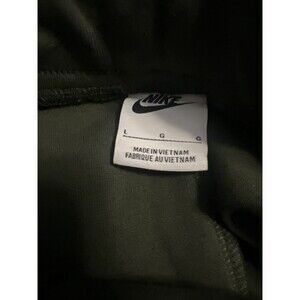 NIKE
L G G
MADE IN VIETNAM
FABRIQUE AU VIETNAM